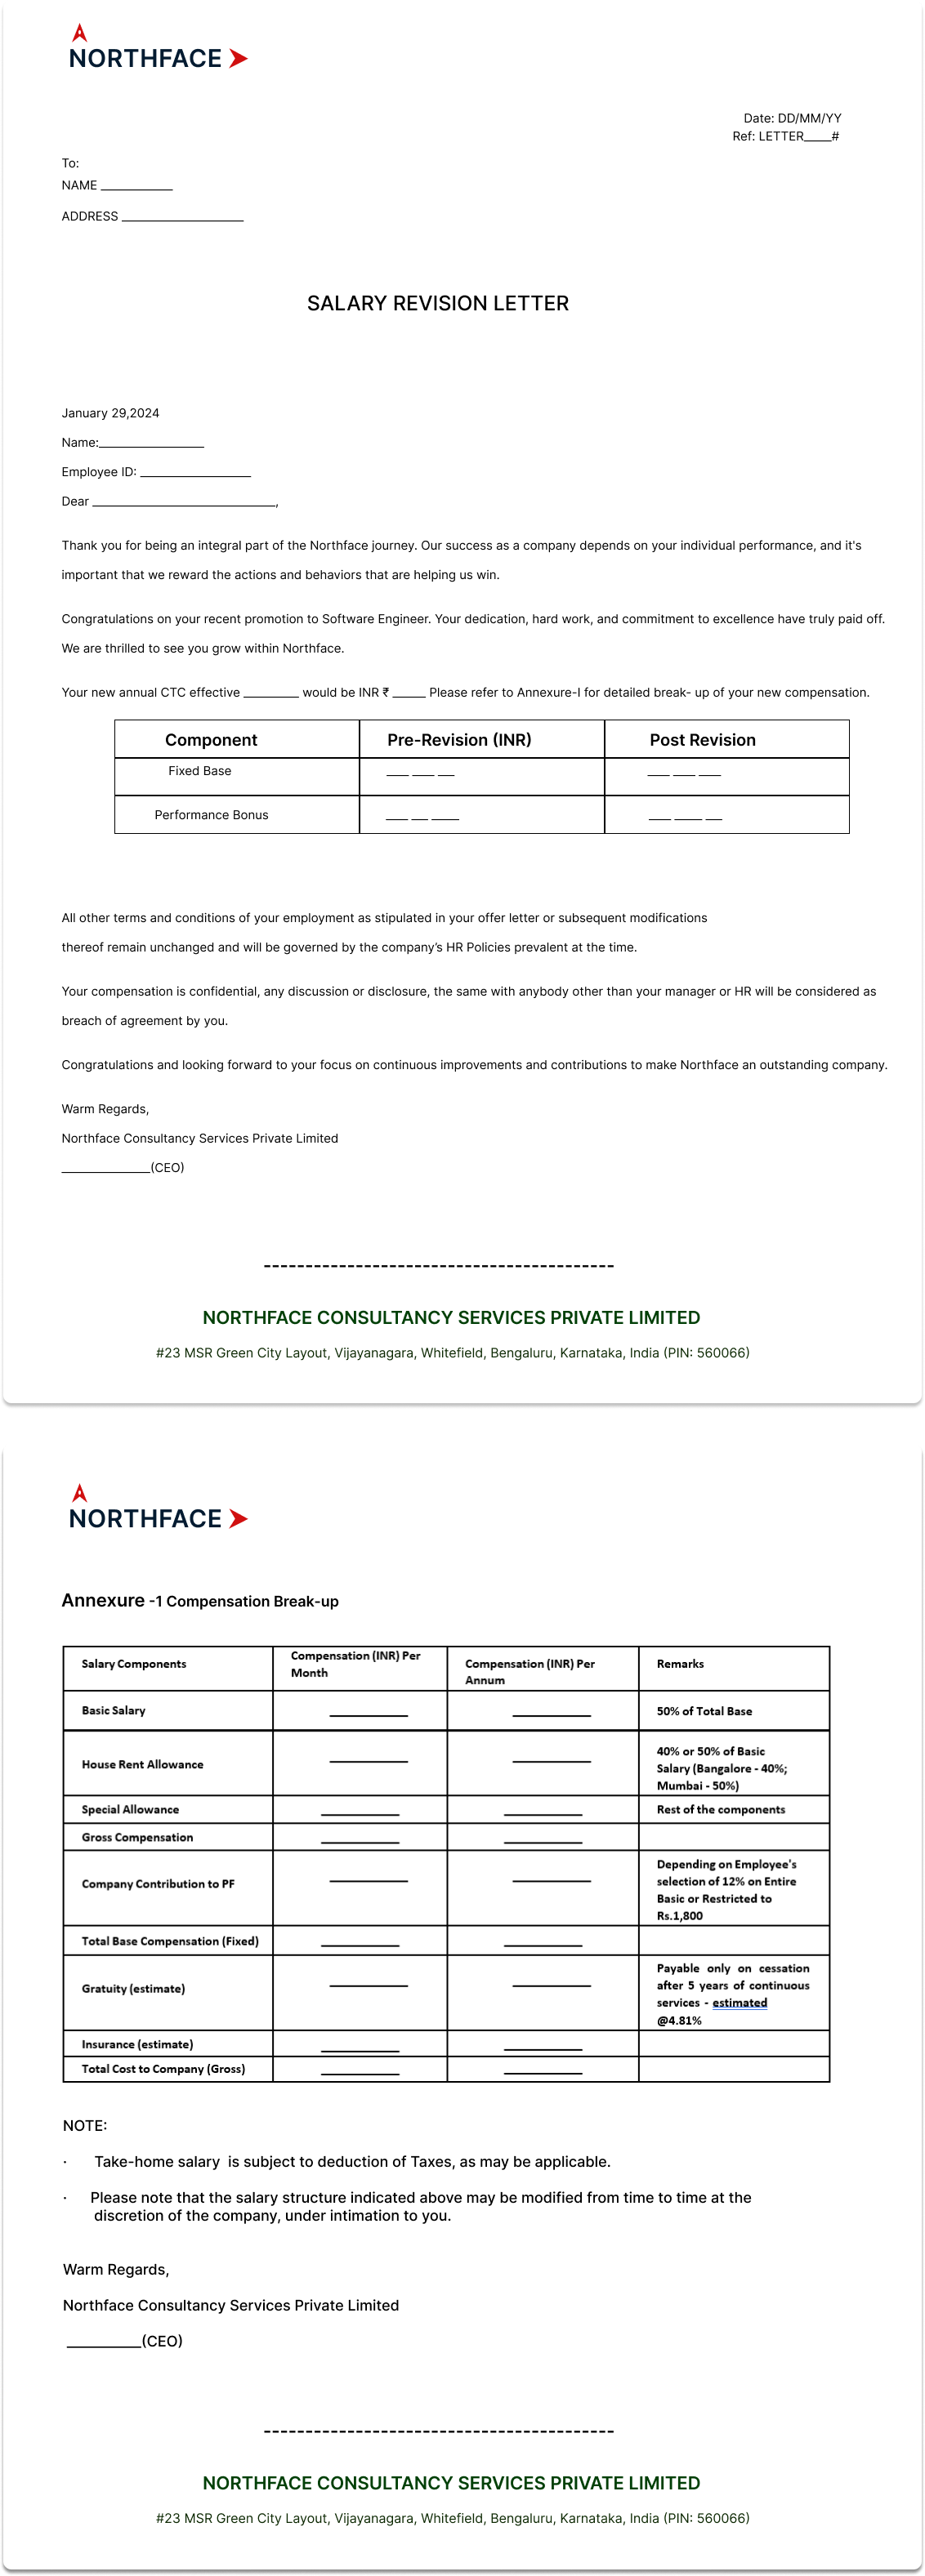 NORTHFACE
Date: DD/MM/YY
Ref: LETTER____#
To:
NAME ___________
ADDRESS ___________________
SALARY REVISION LETTER
January 29,2024
Name:________________
Employee ID: _________________
Dear ____________________________,
Thank you for being an integral part of the Northface journey. Our success as a company depends on your individual performance, and it's
important that we reward the actions and behaviors that are helping us win.
Congratulations on your recent promotion to Software Engineer. Your dedication, hard work, and commitment to excellence have truly paid off.
We are thrilled to see you grow within Northface.
Your new annual CTC effective ________ would be INR ₹ _____ Please refer to Annexure-I for detailed break- up of your new compensation.
Component Pre-Revision (INR) Post Revision
Fixed Base ___ ___ __ ___ ___ ___
Performance Bonus ___ __ ____ ___ ____ __
All other terms and conditions of your employment as stipulated in your offer letter or subsequent modifications
thereof remain unchanged and will be governed by the company’s HR Policies prevalent at the time.
Your compensation is confidential, any discussion or disclosure, the same with anybody other than your manager or HR will be considered as
breach of agreement by you.
Congratulations and looking forward to your focus on continuous improvements and contributions to make Northface an outstanding company.
Warm Regards,
Northface Consultancy Services Private Limited
______________(CEO)
------------------------------------------
NORTHFACE CONSULTANCY SERVICES PRIVATE LIMITED
#23 MSR Green City Layout, Vijayanagara, Whitefield, Bengaluru, Karnataka, India (PIN: 560066)
NORTHFACE
Annexure -1 Compensation Break-up
Salary Components
Compensation (INR) Per
Month
Compensation (INR) Per
Annum
Remarks
Basic Salary __________ __________ 50% of Total Base
House Rent Allowance __________ __________
40% or 50% of Basic
Salary (Bangalore - 40%;
Mumbai - 50%)
Special Allowance __________ __________ Rest of the components
Gross Compensation __________ __________
Company Contribution to PF __________ __________
Depending on Employee's
selection of 12% on Entire
Basic or Restricted to
Rs.1,800
Total Base Compensation (Fixed) __________ __________
Gratuity (estimate) __________ __________
Payable only on cessation
after 5 years of continuous
services - estimated
@4.81%
Insurance (estimate) __________ __________
Total Cost to Company (Gross) __________ __________
NOTE:
· Take-home salary is subject to deduction of Taxes, as may be applicable.
· Please note that the salary structure indicated above may be modified from time to time at the
discretion of the company, under intimation to you.
Warm Regards,
Northface Consultancy Services Private Limited
__________(CEO)
------------------------------------------
NORTHFACE CONSULTANCY SERVICES PRIVATE LIMITED
#23 MSR Green City Layout, Vijayanagara, Whitefield, Bengaluru, Karnataka, India (PIN: 560066)